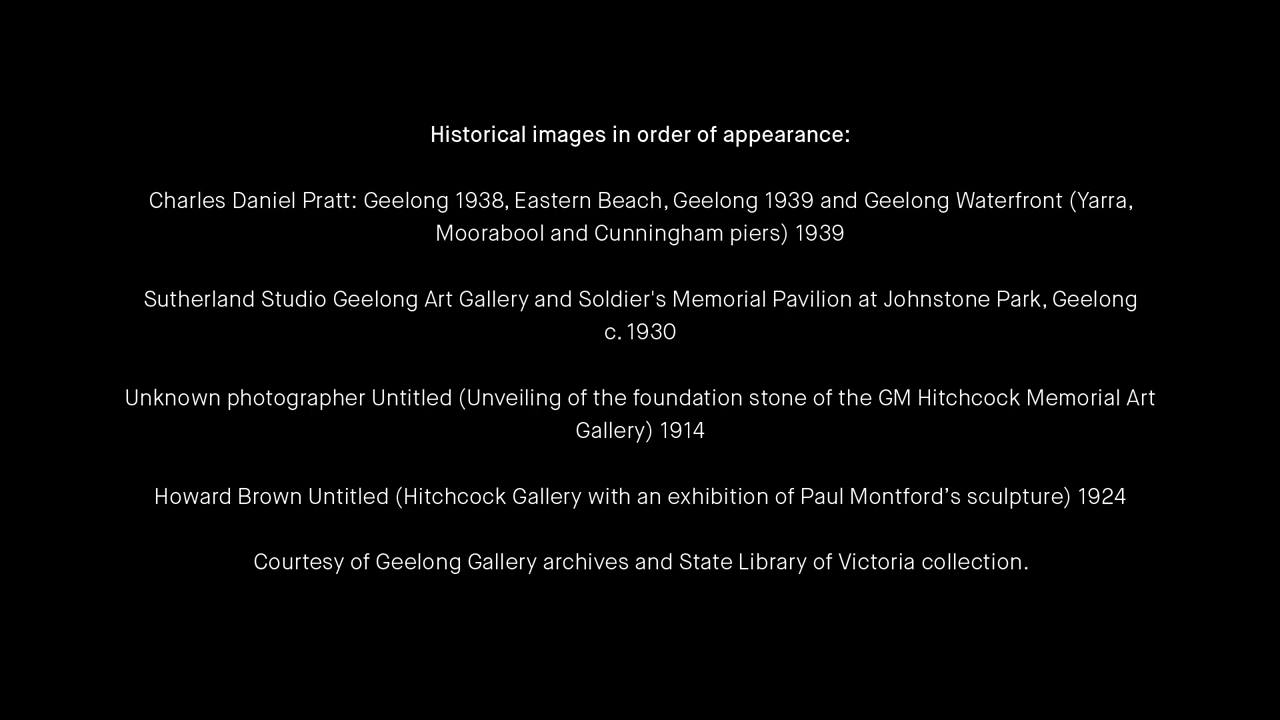 Historical images in order of appearance:
Charles Daniel Pratt: Geelong 1938, Eastern Beach, Geelong 1939 and Geelong Waterfront (Yarra,
Moorabool and Cunningham piers) 1939
Sutherland Studio Geelong Art Gallery and Soldier's Memorial Pavilion at Johnstone Park, Geelong
c. 1930
Unknown photographer Untitled (Unveiling of the foundation stone of the GM Hitchcock Memorial Art
Gallery) 1914
Howard Brown Untitled (Hitchcock Gallery with an exhibition of Paul Montford’s sculpture) 1924
Courtesy of Geelong Gallery archives and State Library of Victoria collection.